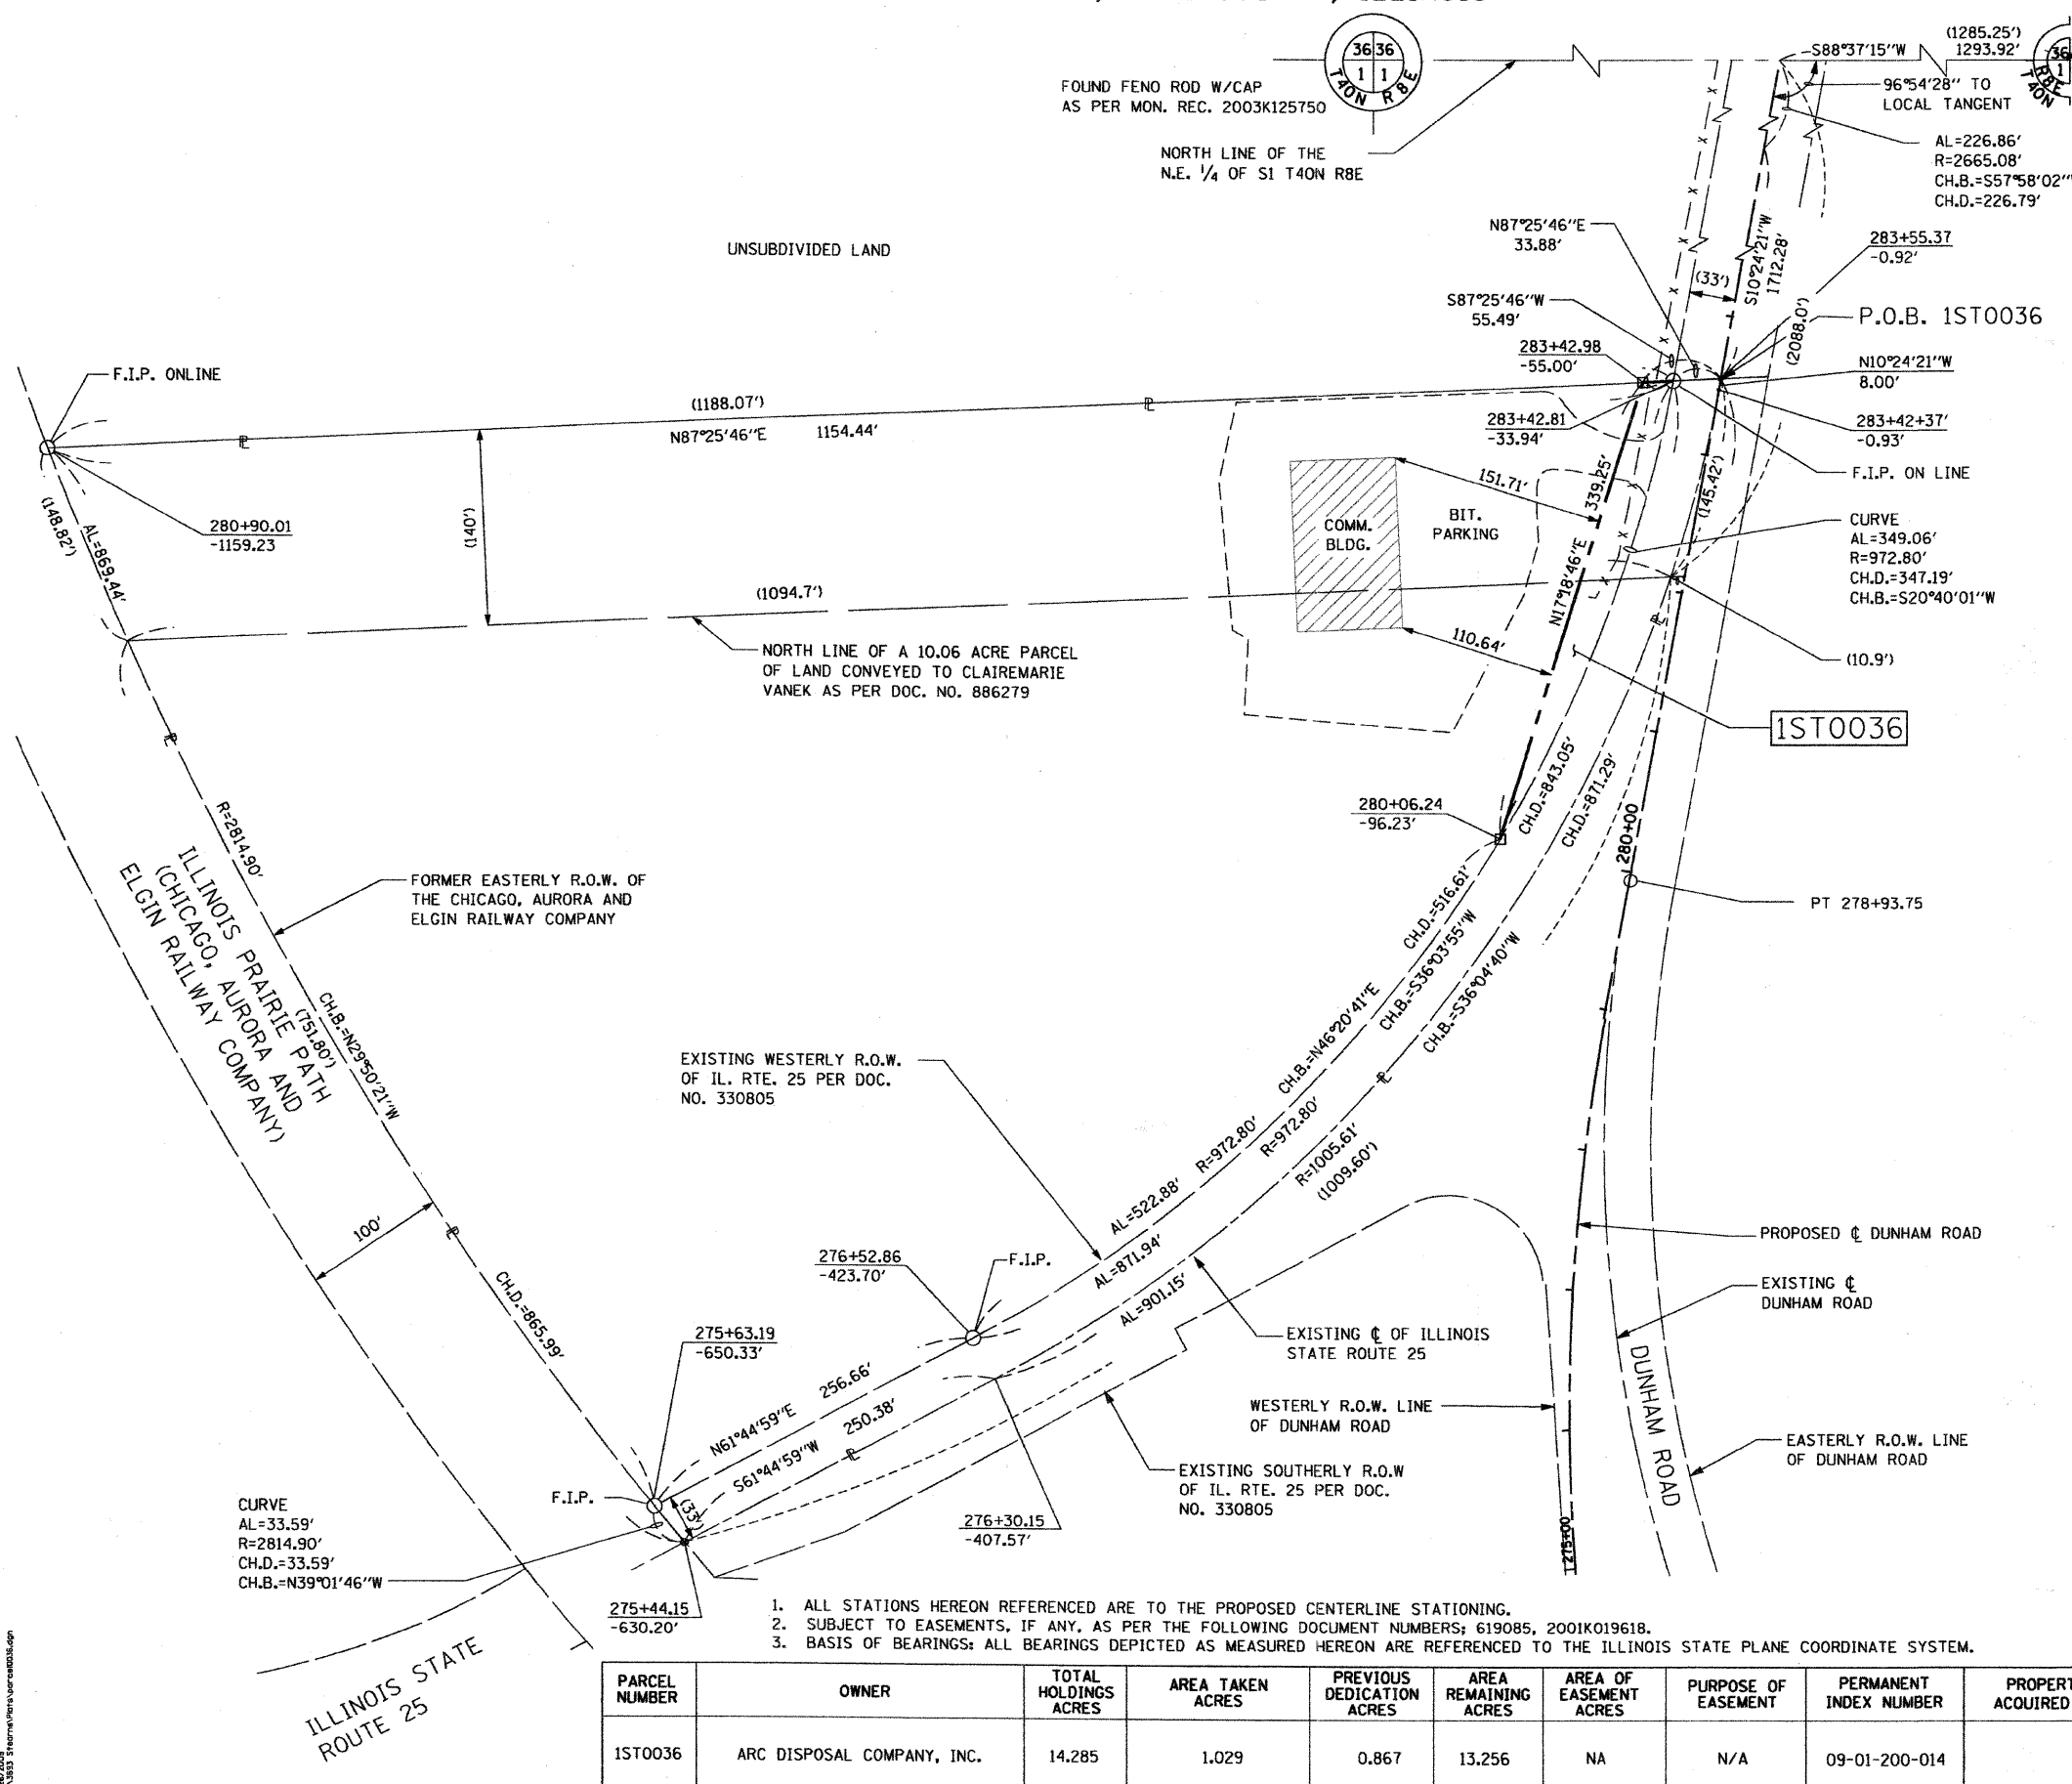 36 36
1 1
T40N R8E
FOUND FENO ROD W/CAP
AS PER MON. REC. 2003K125750
NORTH LINE OF THE
N.E. 1/4 OF S1 T40N R8E
S88°37'15"W
(1285.25')
1293.92'
36
1
R8E
T40N
96°54'28" TO
LOCAL TANGENT
AL=226.86'
R=2665.08'
CH.B.=S57°58'02"
CH.D.=226.79'
UNSUBDIVIDED LAND
N87°25'46"E
33.88'
S10°24'21"W
1712.28'
(33')
(2088.0')
283+55.37
-0.92'
P.O.B. 1ST0036
S87°25'46"W
55.49'
283+42.98
-55.00'
N10°24'21"W
8.00'
283+42.81
-33.94'
283+42+37'
-0.93'
F.I.P. ON LINE
F.I.P. ONLINE
(1188.07')
N87°25'46"E 1154.44'
(148.82')
AL=869.44'
280+90.01
-1159.23
(140')
(1094.7')
151.71'
COMM.
BLDG.
BIT.
PARKING
110.64'
N17°18'46"E 339.25'
(145.42')
CURVE
AL=349.06'
R=972.80'
CH.D.=347.19'
CH.B.=S20°40'01"W
(10.9')
NORTH LINE OF A 10.06 ACRE PARCEL
OF LAND CONVEYED TO CLAIREMARIE
VANEK AS PER DOC. NO. 886279
1ST0036
280+06.24
-96.23'
CH.D.=843.05'
CH.D.=871.29'
280+00
PT 278+93.75
R=2814.90'
FORMER EASTERLY R.O.W. OF
THE CHICAGO, AURORA AND
ELGIN RAILWAY COMPANY
ILLINOIS PRAIRIE PATH
(CHICAGO, AURORA AND
ELGIN RAILWAY COMPANY)
(751.80')
CH.B.=N29°50'21"W
CH.D.=516.61'
CH.B.=S36°03'55"W
CH.B.=S36°04'40"W
CH.B.=N46°20'41"E
EXISTING WESTERLY R.O.W.
OF IL. RTE. 25 PER DOC.
NO. 330805
R=972.80'
R=972.80'
R=1005.61'
(1009.60')
AL=522.88'
AL=871.94'
AL=901.15'
100'
CH.D.=865.99'
276+52.86
-423.70'
F.I.P.
275+63.19
-650.33'
N61°44'59"E 256.66'
S61°44'59"W 250.38'
PROPOSED ℄ DUNHAM ROAD
EXISTING ℄
DUNHAM ROAD
EXISTING ℄ OF ILLINOIS
STATE ROUTE 25
WESTERLY R.O.W. LINE
OF DUNHAM ROAD
DUNHAM ROAD
EASTERLY R.O.W. LINE
OF DUNHAM ROAD
EXISTING SOUTHERLY R.O.W
OF IL. RTE. 25 PER DOC.
NO. 330805
F.I.P.
(33')
CURVE
AL=33.59'
R=2814.90'
CH.D.=33.59'
CH.B.=N39°01'46"W
276+30.15
-407.57'
275+00
275+44.15
-630.20'
ILLINOIS STATE
ROUTE 25
1. ALL STATIONS HEREON REFERENCED ARE TO THE PROPOSED CENTERLINE STATIONING.
2. SUBJECT TO EASEMENTS, IF ANY, AS PER THE FOLLOWING DOCUMENT NUMBERS; 619085, 2001K019618.
3. BASIS OF BEARINGS: ALL BEARINGS DEPICTED AS MEASURED HEREON ARE REFERENCED TO THE ILLINOIS STATE PLANE COORDINATE SYSTEM.
PARCEL NUMBER OWNER TOTAL HOLDINGS ACRES AREA TAKEN ACRES PREVIOUS DEDICATION ACRES AREA REMAINING ACRES AREA OF EASEMENT ACRES PURPOSE OF EASEMENT PERMANENT INDEX NUMBER PROPERT ACQUIRED
1ST0036 ARC DISPOSAL COMPANY, INC. 14.285 1.029 0.867 13.256 NA N/A 09-01-200-014